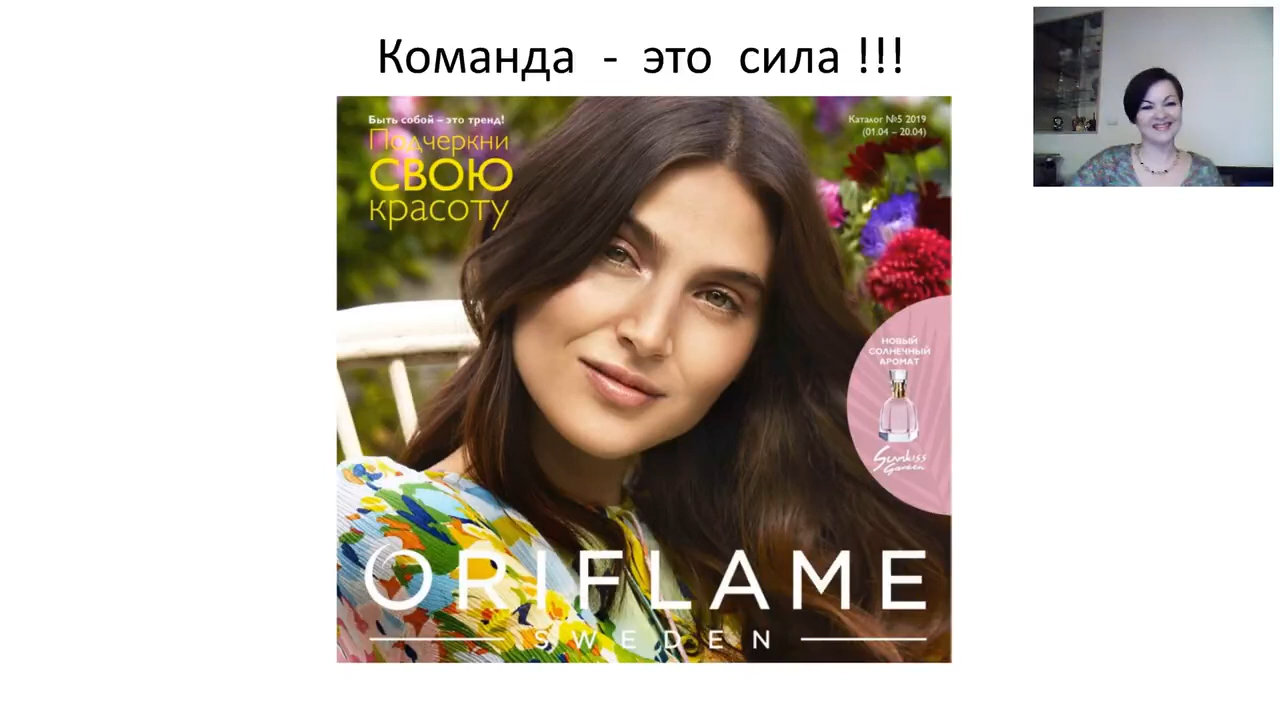 Команда - это сила !!!
Быть собой – это тренд!
Подчеркни
СВОЮ
красоту
Каталог №5 2019
(01.04 – 20.04)
НОВЫЙ
СОЛНЕЧНЫЙ
АРОМАТ
Sunkiss
Garden
ORIFLAME
SWEDEN